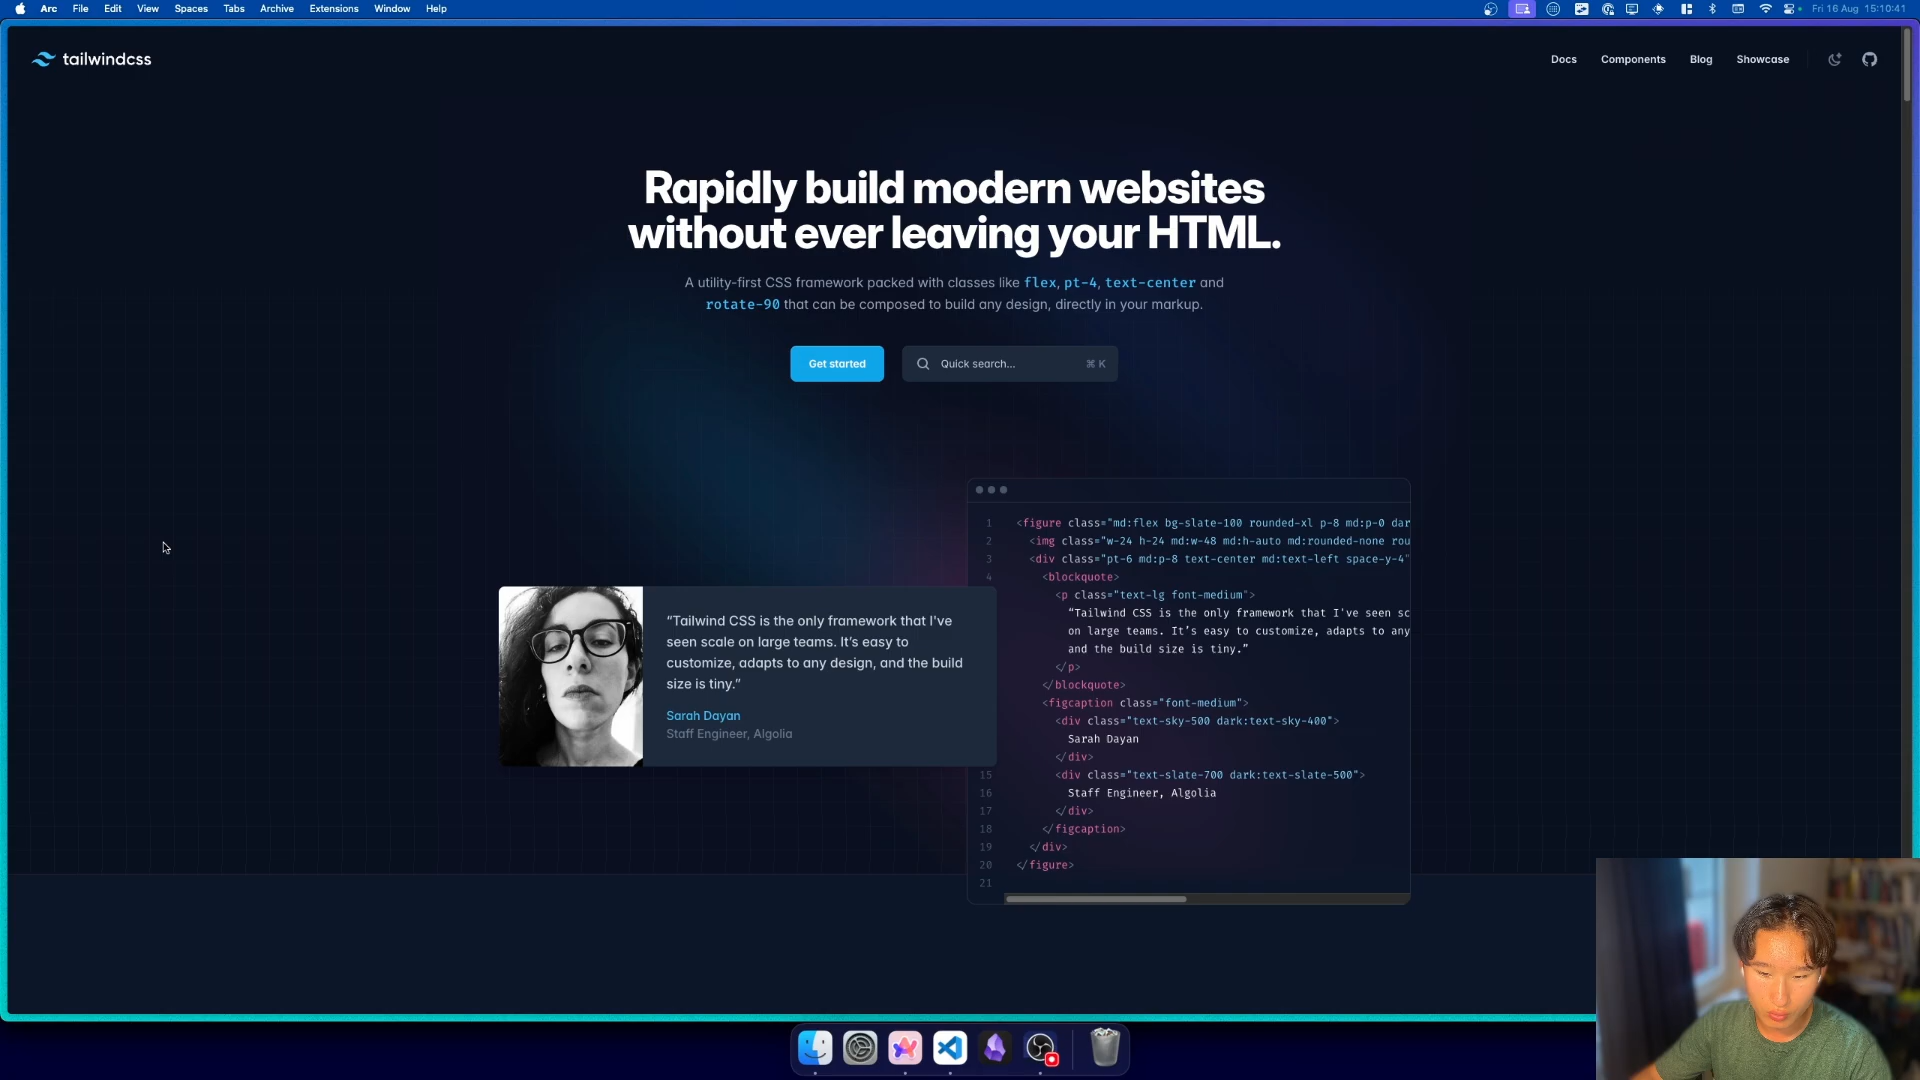 Arc File Edit View Spaces Tabs Archive Extensions Window Help
Fri 16 Aug 15:10:41
tailwindcss
Docs Components Blog Showcase
Rapidly build modern websites
without ever leaving your HTML.
A utility-first CSS framework packed with classes like flex, pt-4, text-center and
rotate-90 that can be composed to build any design, directly in your markup.
Get started
Quick search...
⌘ K
“Tailwind CSS is the only framework that I've
seen scale on large teams. It’s easy to
customize, adapts to any design, and the build
size is tiny.”
Sarah Dayan
Staff Engineer, Algolia
1 <figure class="md:flex bg-slate-100 rounded-xl p-8 md:p-0 dar
2 <img class="w-24 h-24 md:w-48 md:h-auto md:rounded-none rou
3 <div class="pt-6 md:p-8 text-center md:text-left space-y-4"
4 <blockquote>
<p class="text-lg font-medium">
“Tailwind CSS is the only framework that I've seen sc
on large teams. It’s easy to customize, adapts to any
and the build size is tiny.”
</p>
</blockquote>
<figcaption class="font-medium">
<div class="text-sky-500 dark:text-sky-400">
Sarah Dayan
</div>
15 <div class="text-slate-700 dark:text-slate-500">
16 Staff Engineer, Algolia
17 </div>
18 </figcaption>
19 </div>
20 </figure>
21